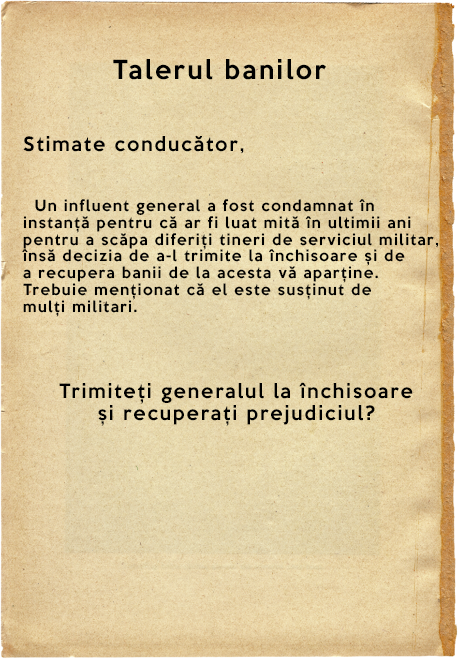 Talerul banilor
Stimate conducător,
Un influent general a fost condamnat în
instanță pentru că ar fi luat mită în ultimii ani
pentru a scăpa diferiți tineri de serviciul militar,
însă decizia de a-l trimite la închisoare și de
a recupera banii de la acesta vă aparține.
Trebuie menționat că el este susținut de
mulți militari.
Trimiteți generalul la închisoare
și recuperați prejudiciul?